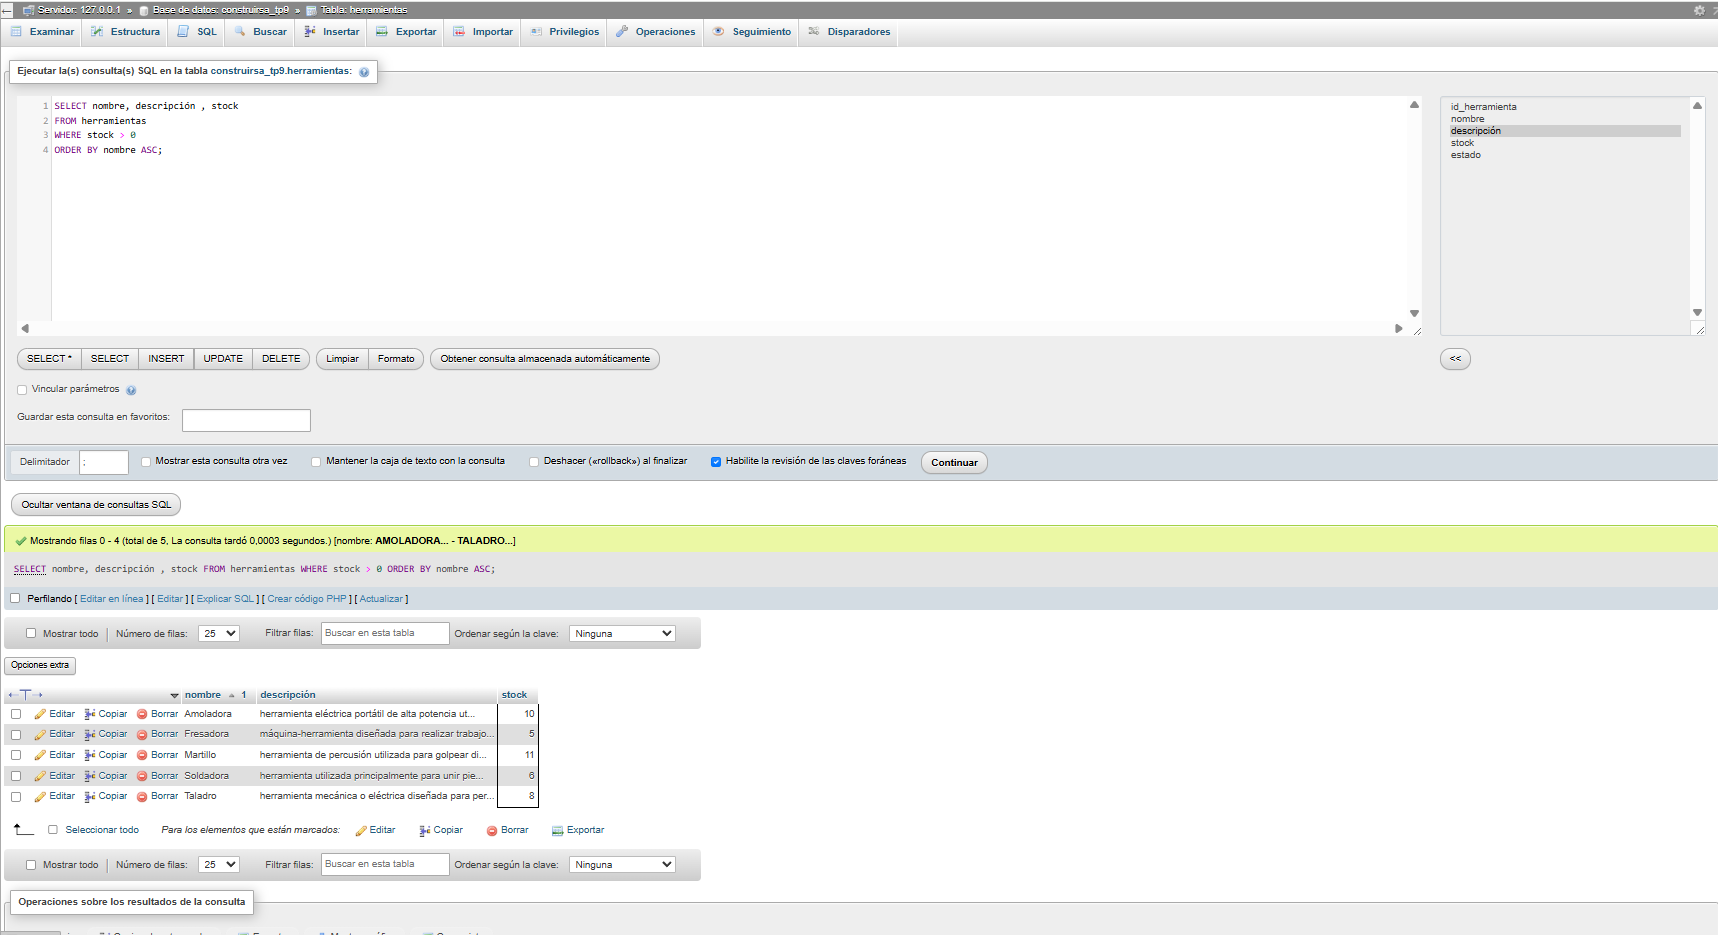 Servidor: 127.0.0.1 » Base de datos: construirsa_tp9 » Tabla: herramientas
Examinar Estructura SQL Buscar Insertar Exportar Importar Privilegios Operaciones Seguimiento Disparadores
Ejecutar la(s) consulta(s) SQL en la tabla construirsa_tp9.herramientas:
1 SELECT nombre, descripción , stock
2 FROM herramientas
3 WHERE stock > 0
4 ORDER BY nombre ASC;
id_herramienta
nombre
descripción
stock
estado
SELECT * SELECT INSERT UPDATE DELETE Limpiar Formato Obtener consulta almacenada automáticamente <<
Vincular parámetros
Guardar esta consulta en favoritos:
Delimitador ; Mostrar esta consulta otra vez Mantener la caja de texto con la consulta Deshacer («rollback») al finalizar Habilite la revisión de las claves foráneas Continuar
Ocultar ventana de consultas SQL
Mostrando filas 0 - 4 (total de 5, La consulta tardó 0,0003 segundos.) [nombre: AMOLADORA... - TALADRO...]
SELECT nombre, descripción , stock FROM herramientas WHERE stock > 0 ORDER BY nombre ASC;
Perfilando [ Editar en línea ] [ Editar ] [ Explicar SQL ] [ Crear código PHP ] [ Actualizar ]
Mostrar todo Número de filas: 25 Filtrar filas: Buscar en esta tabla Ordenar según la clave: Ninguna
Opciones extra
←T→ nombre 1 descripción stock
Editar Copiar Borrar Amoladora herramienta eléctrica portátil de alta potencia ut... 10
Editar Copiar Borrar Fresadora máquina-herramienta diseñada para realizar trabajo... 5
Editar Copiar Borrar Martillo herramienta de percusión utilizada para golpear di... 11
Editar Copiar Borrar Soldadora herramienta utilizada principalmente para unir pie... 6
Editar Copiar Borrar Taladro herramienta mecánica o eléctrica diseñada para per... 8
Seleccionar todo Para los elementos que están marcados: Editar Copiar Borrar Exportar
Mostrar todo Número de filas: 25 Filtrar filas: Buscar en esta tabla Ordenar según la clave: Ninguna
Operaciones sobre los resultados de la consulta